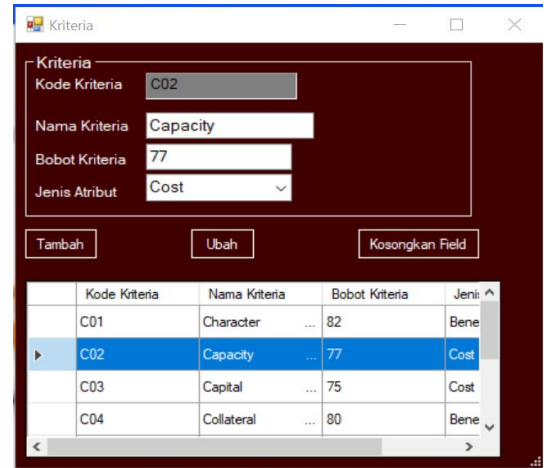 Kriteria
Kriteria
Kode Kriteria C02
Nama Kriteria Capacity
Bobot Kriteria 77
Jenis Atribut Cost
Tambah Ubah Kosongkan Field
Kode Kriteria Nama Kriteria Bobot Kriteria Jeni
C01 Character ... 82 Bene
C02 Capacity ... 77 Cost
C03 Capital ... 75 Cost
C04 Collateral ... 80 Bene